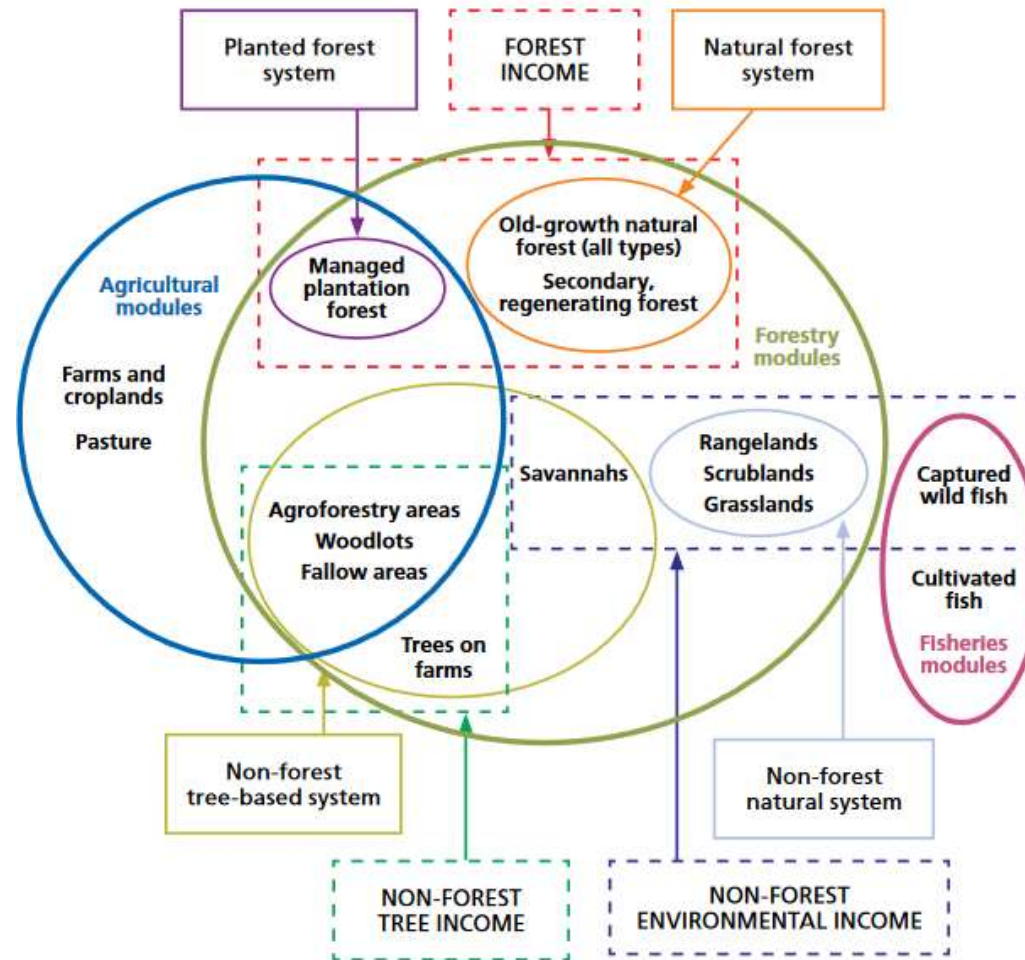 Planted forest
system
FOREST
INCOME
Natural forest
system
Old-growth natural
forest (all types)
Secondary,
regenerating forest
Managed
plantation
forest
Agricultural
modules
Forestry
modules
Farms and
croplands
Pasture
Savannahs
Rangelands
Scrublands
Grasslands
Captured
wild fish
Agroforestry areas
Woodlots
Fallow areas
Cultivated
fish
Fisheries
modules
Trees on
farms
Non-forest
tree-based system
Non-forest
natural system
NON-FOREST
TREE INCOME
NON-FOREST
ENVIRONMENTAL INCOME